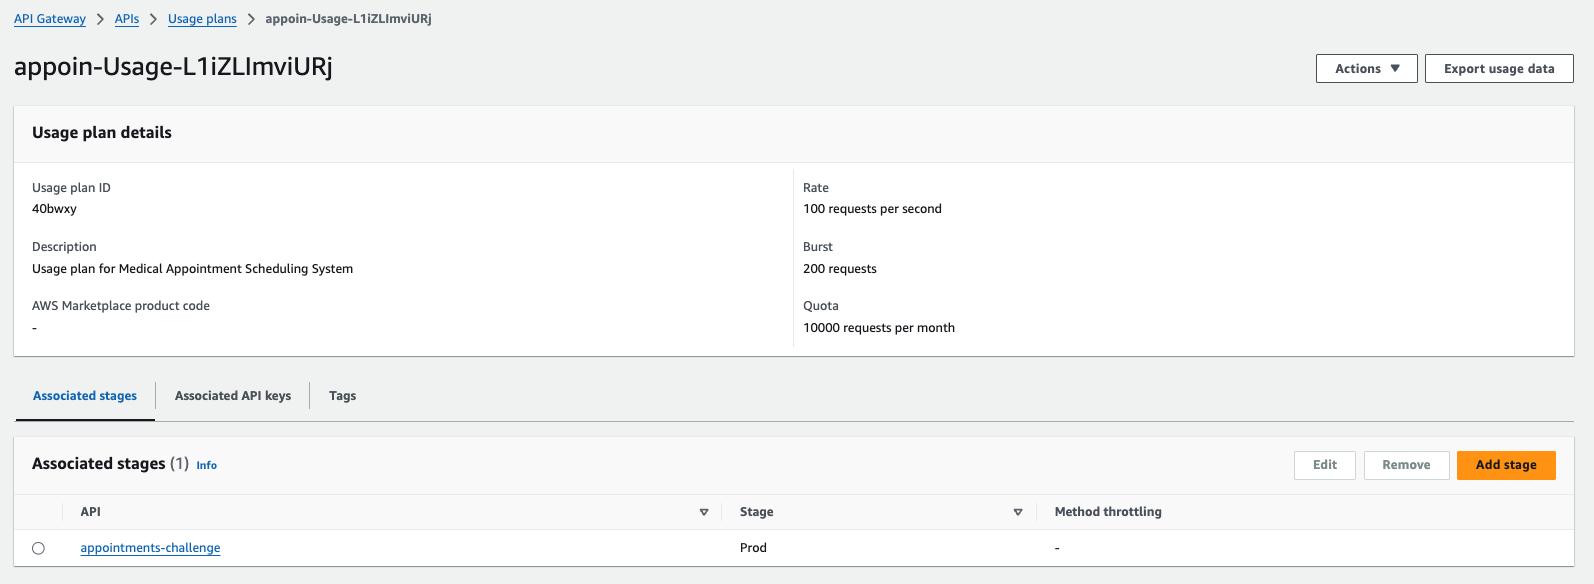 API Gateway > APIs > Usage plans > appoin-Usage-L1iZLImviURj
appoin-Usage-L1iZLImviURj
Actions ▼
Export usage data
Usage plan details
Usage plan ID
40bwxy
Description
Usage plan for Medical Appointment Scheduling System
AWS Marketplace product code
-
Rate
100 requests per second
Burst
200 requests
Quota
10000 requests per month
Associated stages
Associated API keys
Tags
Associated stages (1) Info
Edit
Remove
Add stage
API
Stage
Method throttling
appointments-challenge
Prod
-